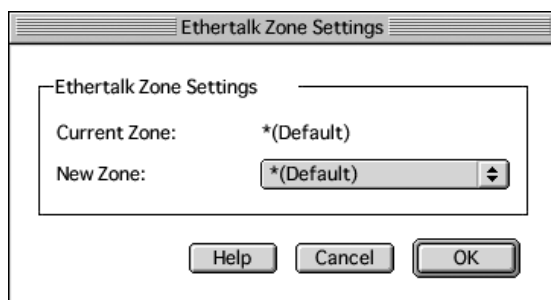 Ethertalk Zone Settings
Ethertalk Zone Settings
Current Zone: *(Default)
New Zone: *(Default)
Help Cancel OK